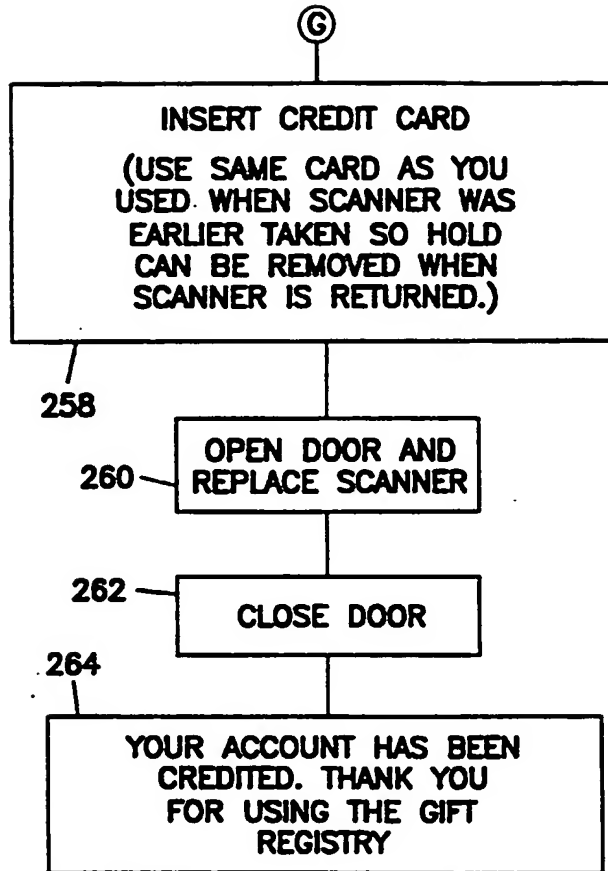 G
INSERT CREDIT CARD
(USE SAME CARD AS YOU
USED WHEN SCANNER WAS
EARLIER TAKEN SO HOLD
CAN BE REMOVED WHEN
SCANNER IS RETURNED.)
258
OPEN DOOR AND
REPLACE SCANNER
260
262
CLOSE DOOR
264
YOUR ACCOUNT HAS BEEN
CREDITED. THANK YOU
FOR USING THE GIFT
REGISTRY